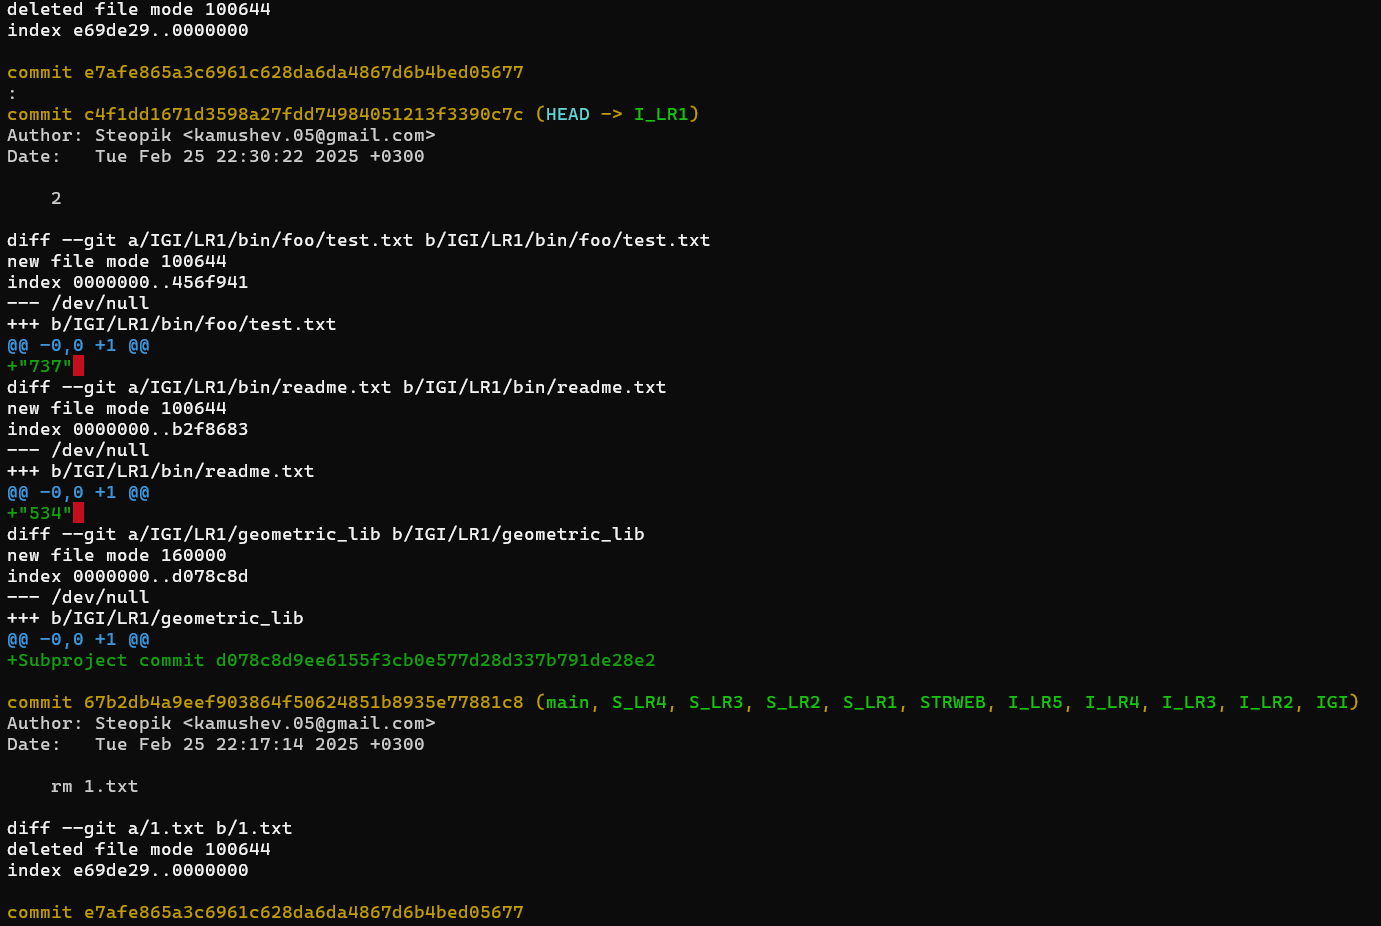 deleted file mode 100644
index e69de29..0000000
commit e7afe865a3c6961c628da6da4867d6b4bed05677
:
commit c4f1dd1671d3598a27fdd74984051213f3390c7c (HEAD -> I_LR1)
Author: Steopik <kamushev.05@gmail.com>
Date:   Tue Feb 25 22:30:22 2025 +0300
    2
diff --git a/IGI/LR1/bin/foo/test.txt b/IGI/LR1/bin/foo/test.txt
new file mode 100644
index 0000000..456f941
--- /dev/null
+++ b/IGI/LR1/bin/foo/test.txt
@@ -0,0 +1 @@
+"737"
diff --git a/IGI/LR1/bin/readme.txt b/IGI/LR1/bin/readme.txt
new file mode 100644
index 0000000..b2f8683
--- /dev/null
+++ b/IGI/LR1/bin/readme.txt
@@ -0,0 +1 @@
+"534"
diff --git a/IGI/LR1/geometric_lib b/IGI/LR1/geometric_lib
new file mode 160000
index 0000000..d078c8d
--- /dev/null
+++ b/IGI/LR1/geometric_lib
@@ -0,0 +1 @@
+Subproject commit d078c8d9ee6155f3cb0e577d28d337b791de28e2
commit 67b2db4a9eef903864f50624851b8935e77881c8 (main, S_LR4, S_LR3, S_LR2, S_LR1, STRWEB, I_LR5, I_LR4, I_LR3, I_LR2, IGI)
Author: Steopik <kamushev.05@gmail.com>
Date:   Tue Feb 25 22:17:14 2025 +0300
    rm 1.txt
diff --git a/1.txt b/1.txt
deleted file mode 100644
index e69de29..0000000
commit e7afe865a3c6961c628da6da4867d6b4bed05677